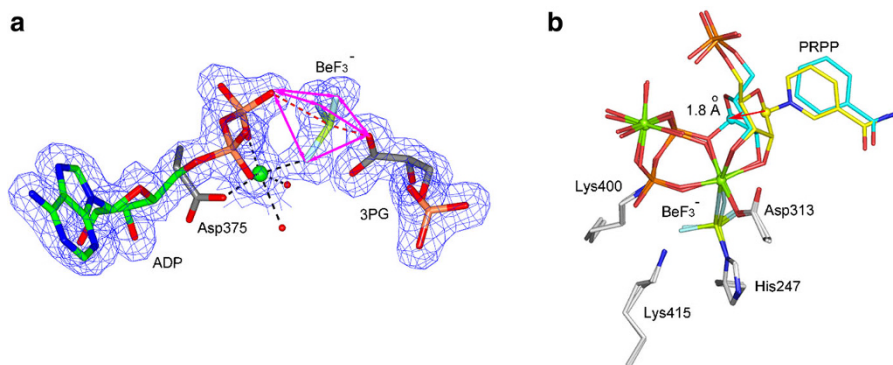 a
BeF₃⁻
Asp375
ADP
3PG
b
PRPP
1.8 Å
Lys400
BeF₃⁻
Asp313
His247
Lys415